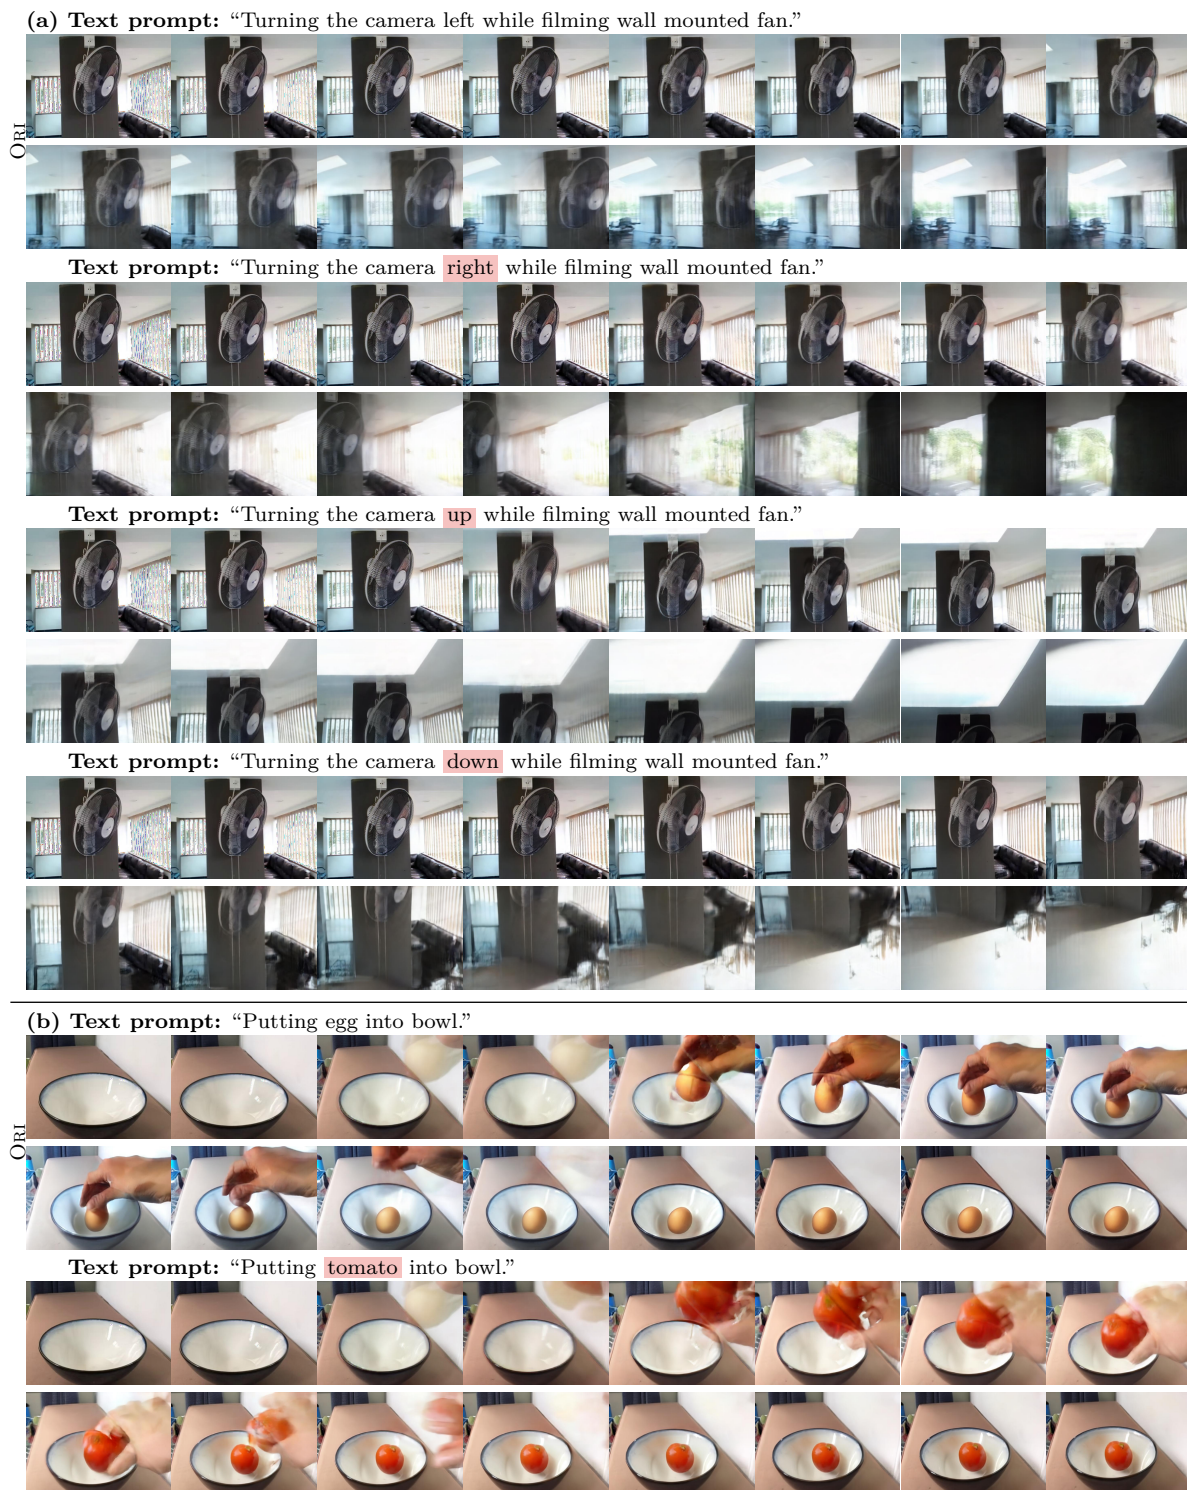 (a) Text prompt: “Turning the camera left while filming wall mounted fan.”
ORI
Text prompt: “Turning the camera right while filming wall mounted fan.”
Text prompt: “Turning the camera up while filming wall mounted fan.”
Text prompt: “Turning the camera down while filming wall mounted fan.”
(b) Text prompt: “Putting egg into bowl.”
ORI
Text prompt: “Putting tomato into bowl.”